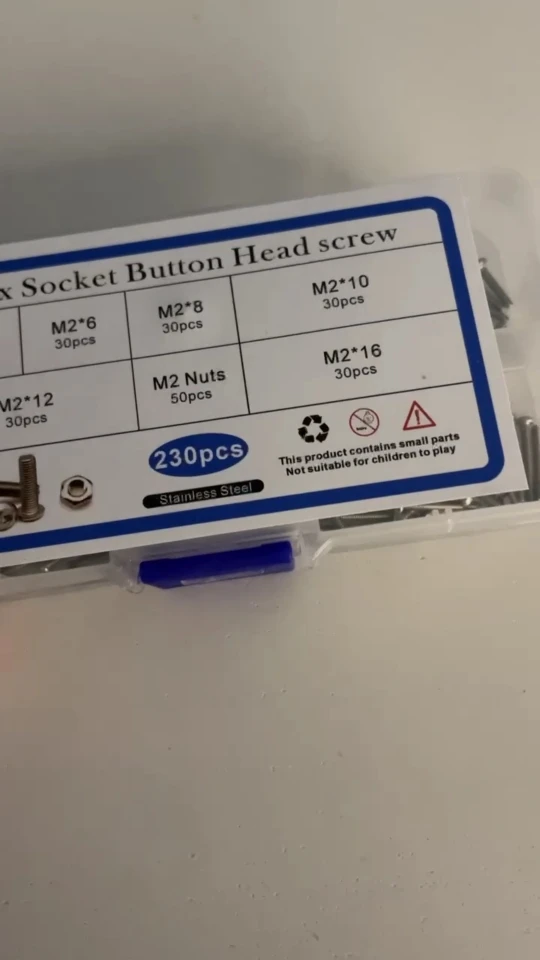 x Socket Button Head screw
M2*6
30pcs
M2*8
30pcs
M2*10
30pcs
M2*12
30pcs
M2 Nuts
50pcs
M2*16
30pcs
230pcs
Stainless Steel
This product contains small parts
Not suitable for children to play